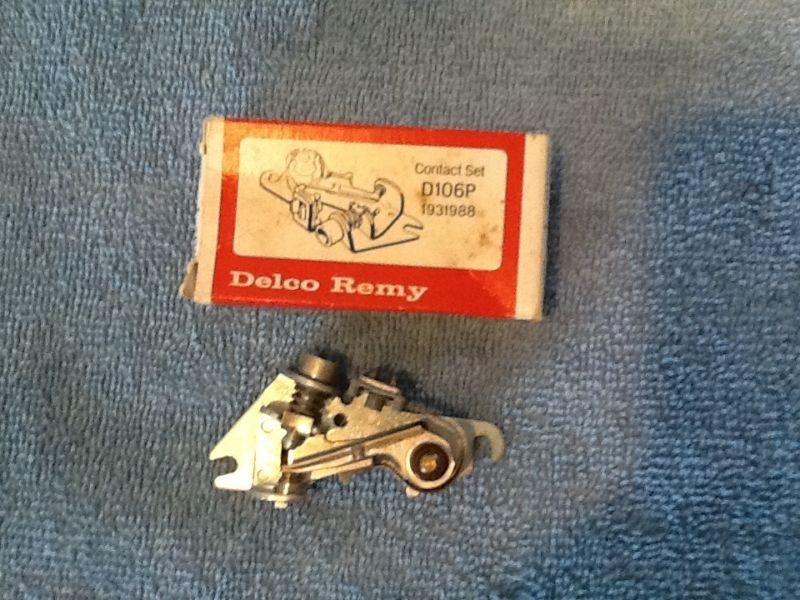 Contact Set
D106P
1931988
Delco Remy